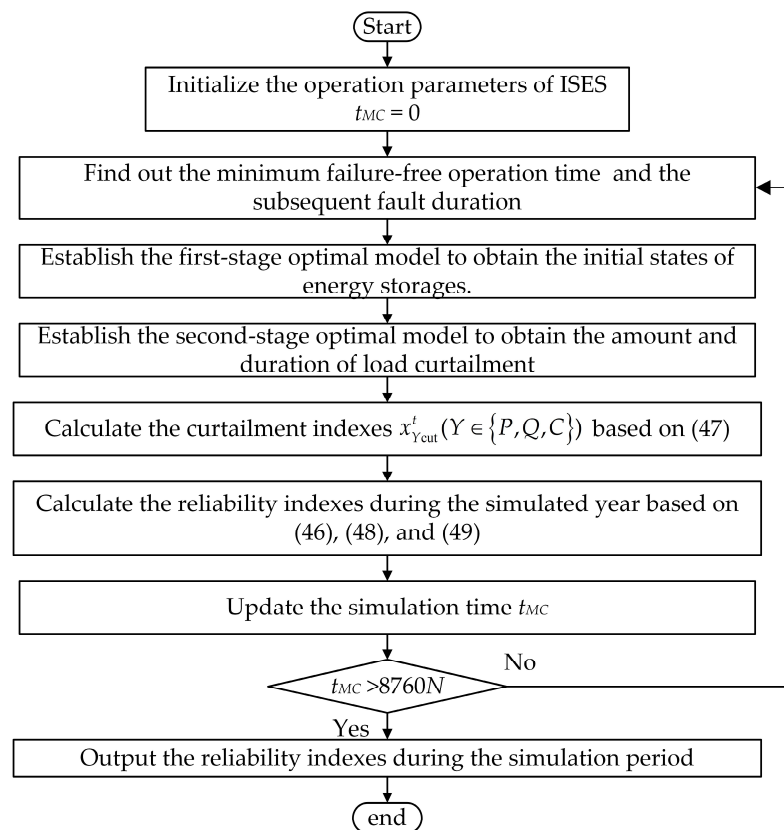 Start
Initialize the operation parameters of ISES
tMC = 0
Find out the minimum failure-free operation time and the
subsequent fault duration
Establish the first-stage optimal model to obtain the initial states of
energy storages.
Establish the second-stage optimal model to obtain the amount and
duration of load curtailment
Calculate the curtailment indexes x^t_{Ycut}(Y ∈ {P,Q,C}) based on (47)
Calculate the reliability indexes during the simulated year based on
(46), (48), and (49)
Update the simulation time tMC
No
tMC >8760N
Yes
Output the reliability indexes during the simulation period
end